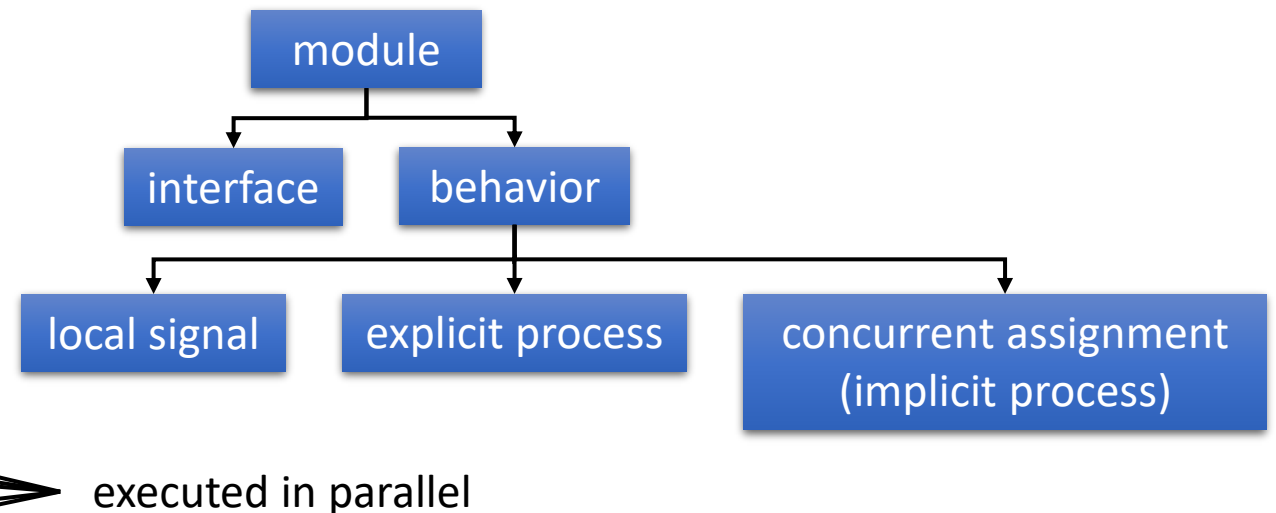 module
interface
behavior
local signal
explicit process
concurrent assignment
(implicit process)
executed in parallel